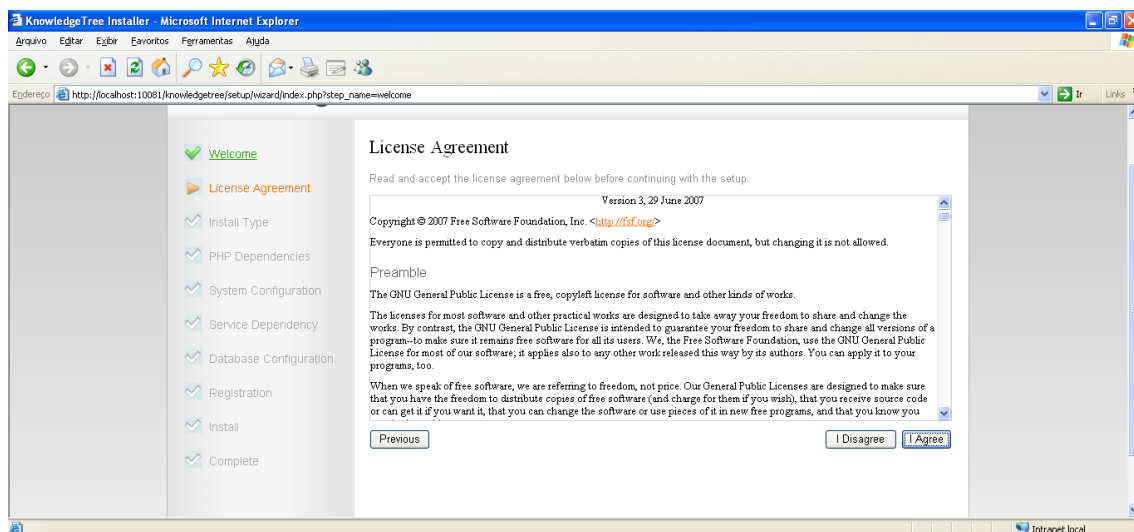 KnowledgeTree Installer - Microsoft Internet Explorer
Arquivo Editar Exibir Favoritos Ferramentas Ajuda
Endereço http://localhost:10081/knowledgetree/setup/wizard/index.php?step_name=welcome Ir Links
Welcome
License Agreement
Install Type
PHP Dependencies
System Configuration
Service Dependency
Database Configuration
Registration
Install
Complete
License Agreement
Read and accept the license agreement below before continuing with the setup.
Version 3, 29 June 2007
Copyright © 2007 Free Software Foundation, Inc. <http://fsf.org/>
Everyone is permitted to copy and distribute verbatim copies of this license document, but changing it is not allowed.
Preamble
The GNU General Public License is a free, copyleft license for software and other kinds of works.
The licenses for most software and other practical works are designed to take away your freedom to share and change the
works. By contrast, the GNU General Public License is intended to guarantee your freedom to share and change all versions of a
program--to make sure it remains free software for all its users. We, the Free Software Foundation, use the GNU General Public
License for most of our software; it applies also to any other work released this way by its authors. You can apply it to your
programs, too.
When we speak of free software, we are referring to freedom, not price. Our General Public Licenses are designed to make sure
that you have the freedom to distribute copies of free software (and charge for them if you wish), that you receive source code
or can get it if you want it, that you can change the software or use pieces of it in new free programs, and that you know you
Previous I Disagree I Agree
Intranet local